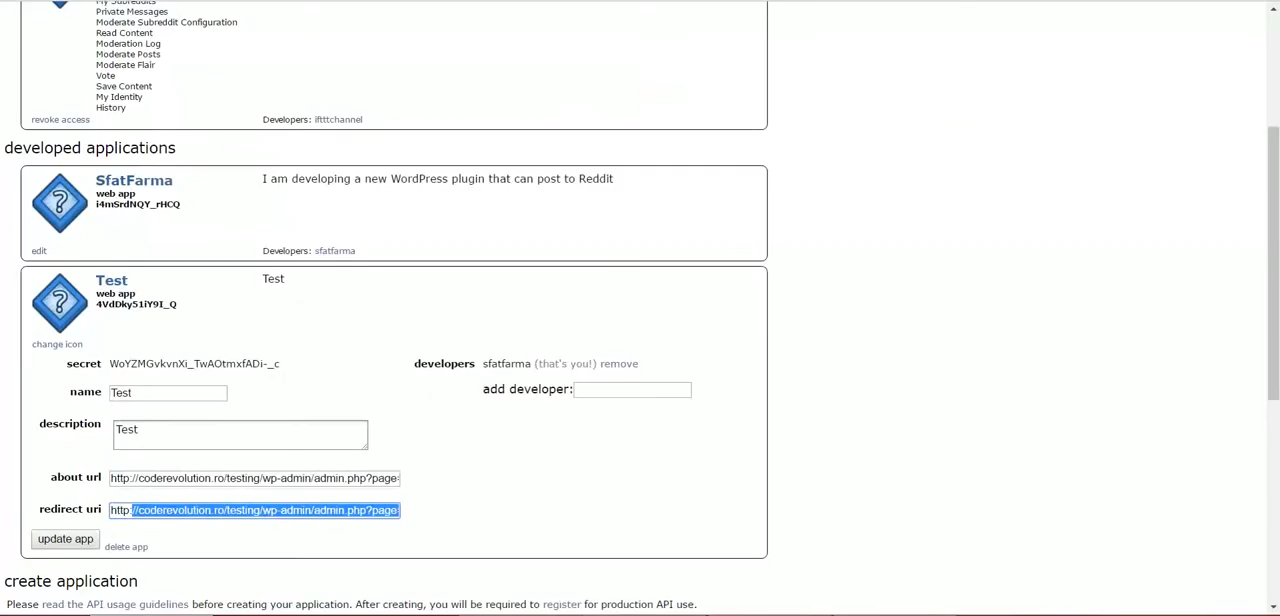 Private Messages
Moderate Subreddit Configuration
Read Content
Moderation Log
Moderate Posts
Moderate Flair
Vote
Save Content
My Identity
History
revoke access Developers: iftttchannel
developed applications
SfatFarma I am developing a new WordPress plugin that can post to Reddit
web app
i4mSrdNQY_rHCQ
edit Developers: sfatfarma
Test Test
web app
4VdDky51iY9I_Q
change icon
secret WoYZMGvkvnXi_TwAOtmxfADi-_c developers sfatfarma (that's you!) remove
name Test add developer:
description Test
about url http://coderevolution.ro/testing/wp-admin/admin.php?page=
redirect uri http://coderevolution.ro/testing/wp-admin/admin.php?page=
update app delete app
create application
Please read the API usage guidelines before creating your application. After creating, you will be required to register for production API use.